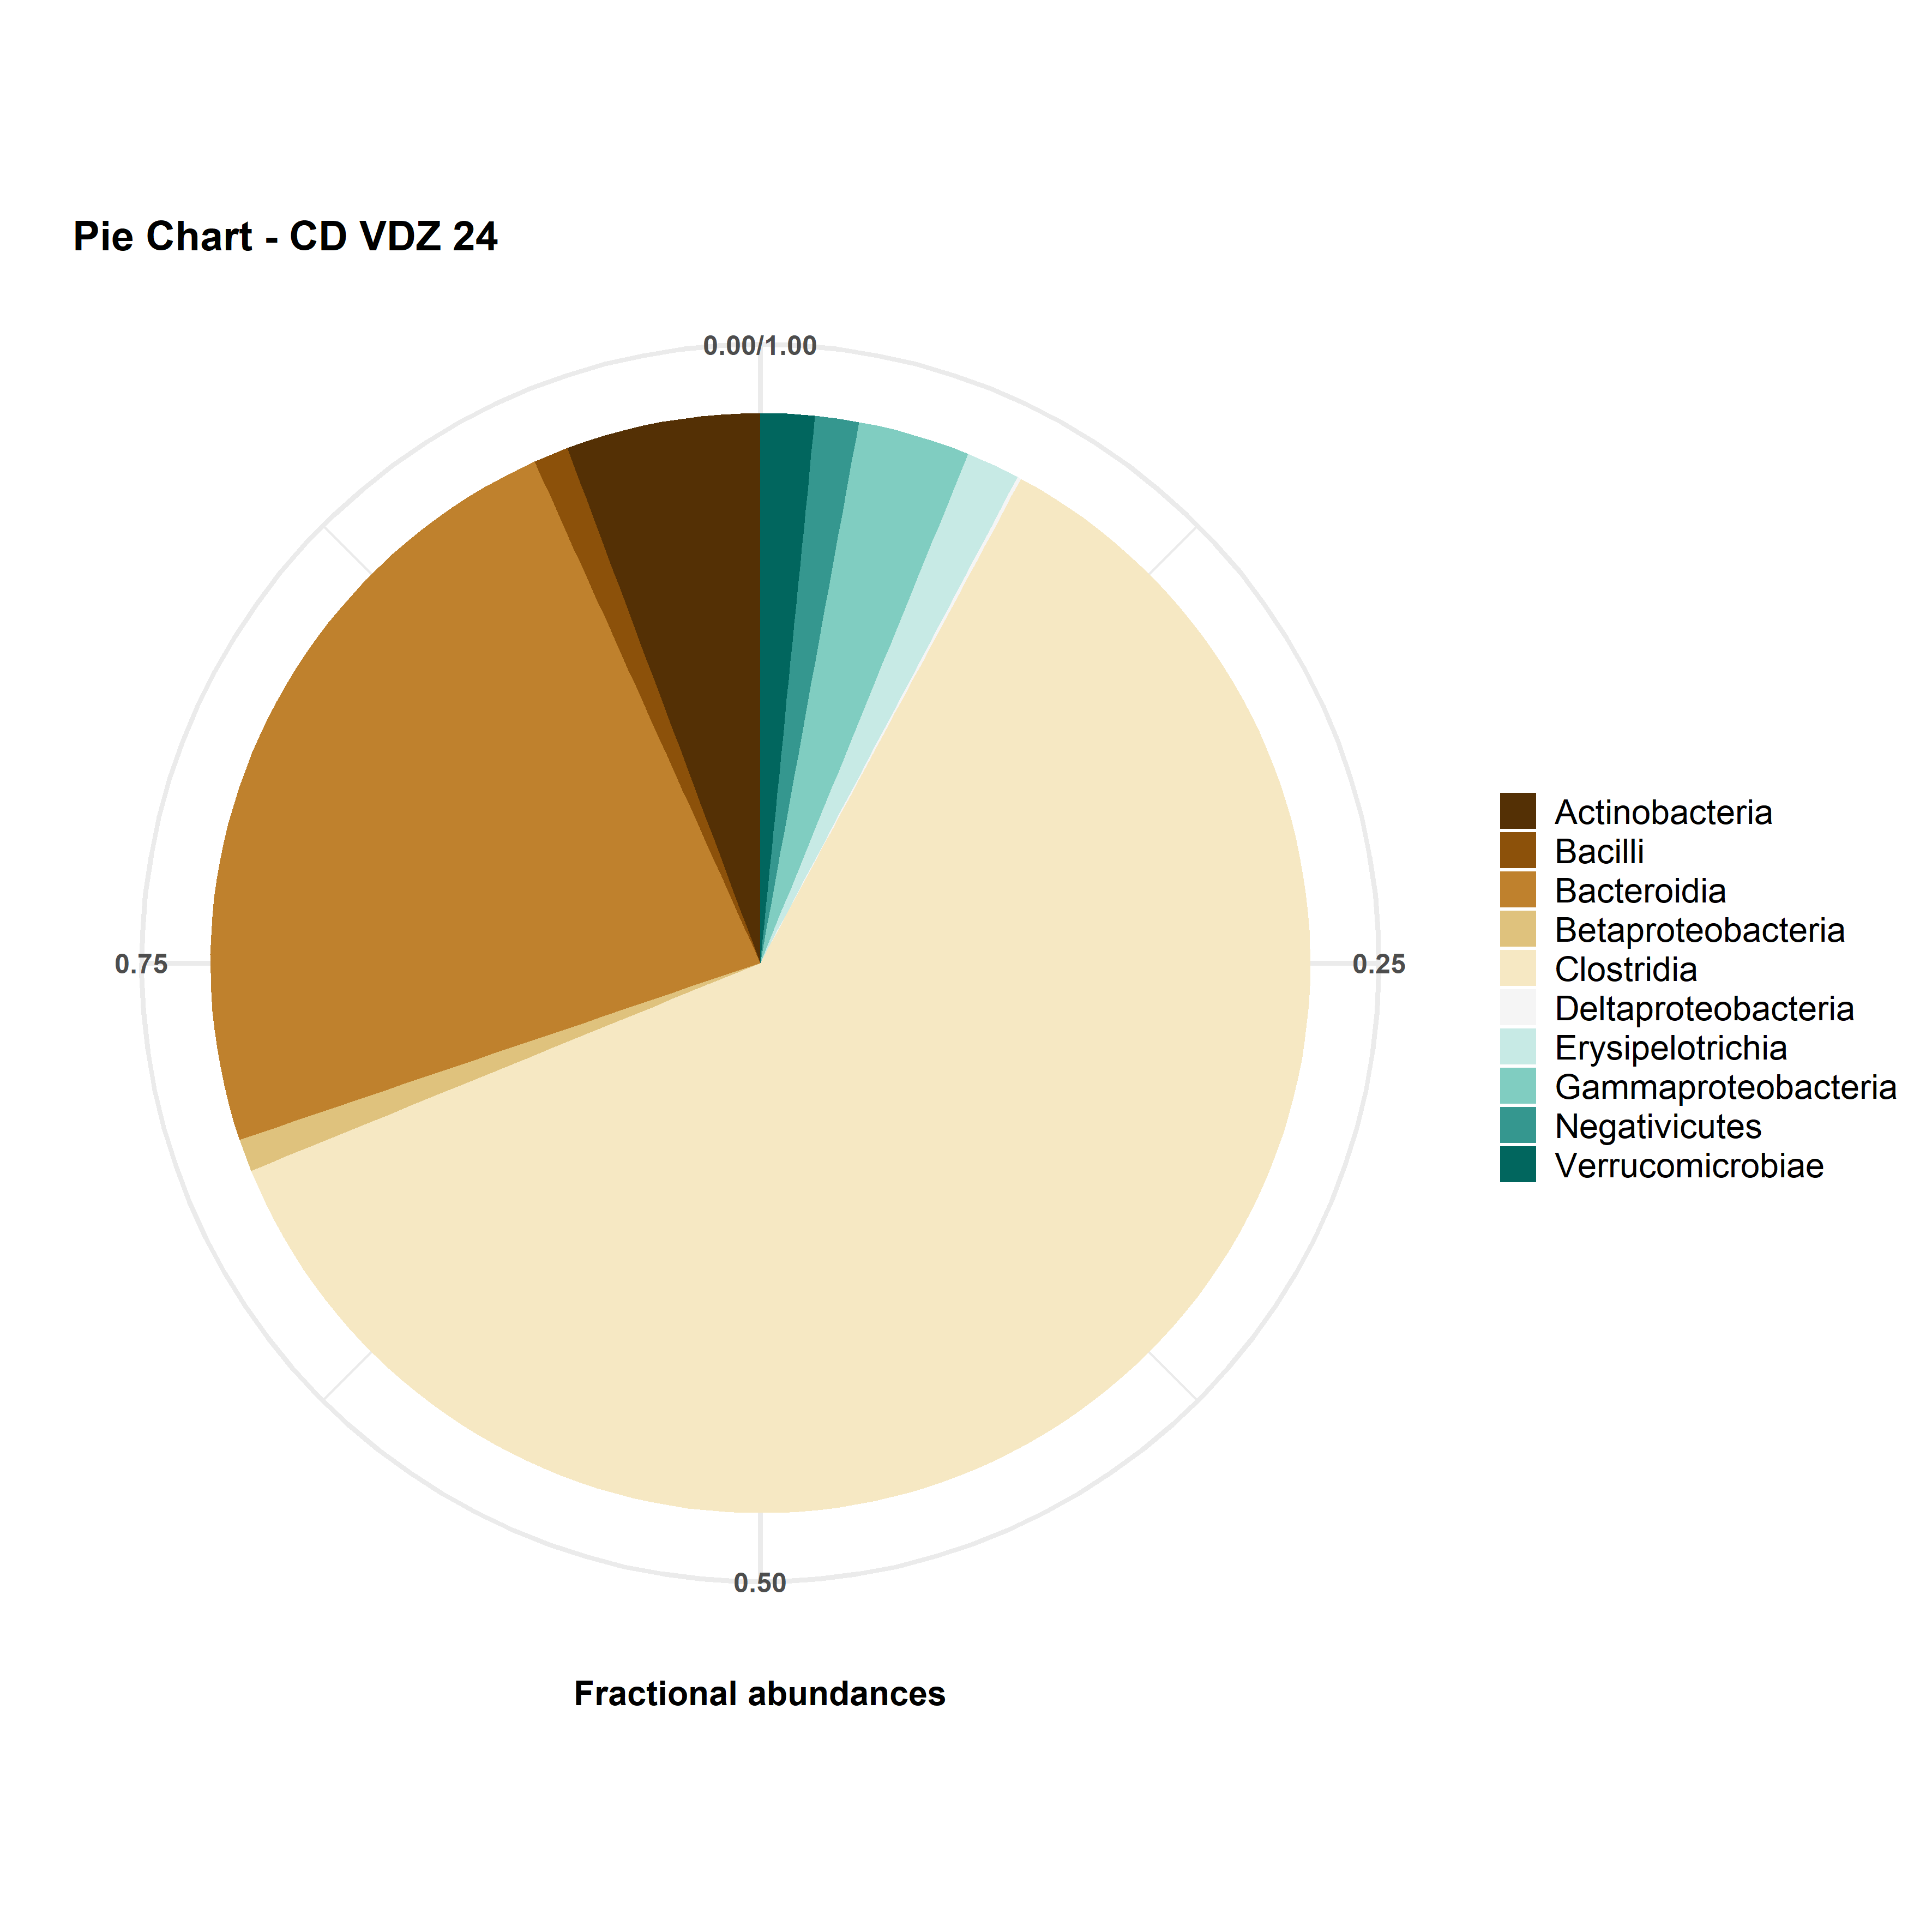 Pie Chart - CD VDZ 24
0.00/1.00
0.75
0.25
0.50
Fractional abundances
Actinobacteria
Bacilli
Bacteroidia
Betaproteobacteria
Clostridia
Deltaproteobacteria
Erysipelotrichia
Gammaproteobacteria
Negativicutes
Verrucomicrobiae